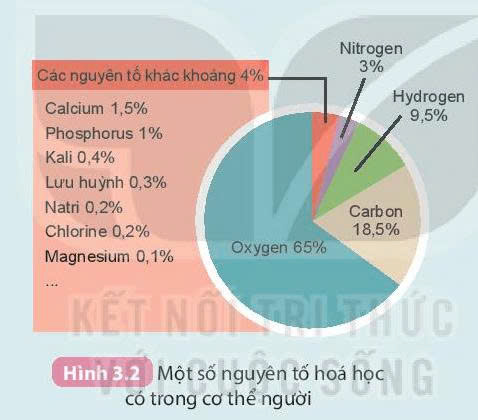 Các nguyên tố khác khoảng 4%
Calcium 1,5%
Phosphorus 1%
Kali 0,4%
Lưu huỳnh 0,3%
Natri 0,2%
Chlorine 0,2%
Magnesium 0,1%
...
Nitrogen
3%
Hydrogen
9,5%
Carbon
18,5%
Oxygen 65%
KẾT NỐI TRI THỨC
VỚI CUỘC SỐNG
Hình 3.2 Một số nguyên tố hoá học
có trong cơ thể người